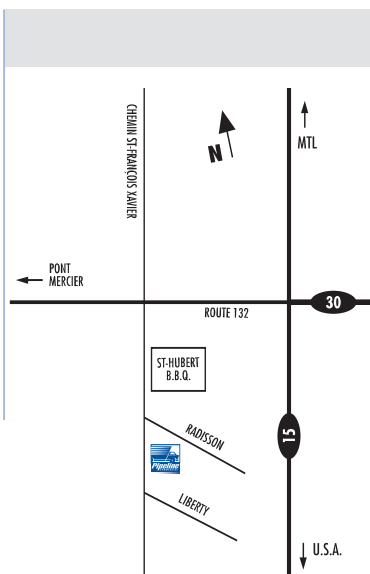 CHEMIN ST-FRANÇOIS XAVIER
N
MTL
PONT
MERCIER
30
ROUTE 132
ST-HUBERT
B.B.Q.
RADISSON
15
Pipeline
LIBERTY
U.S.A.